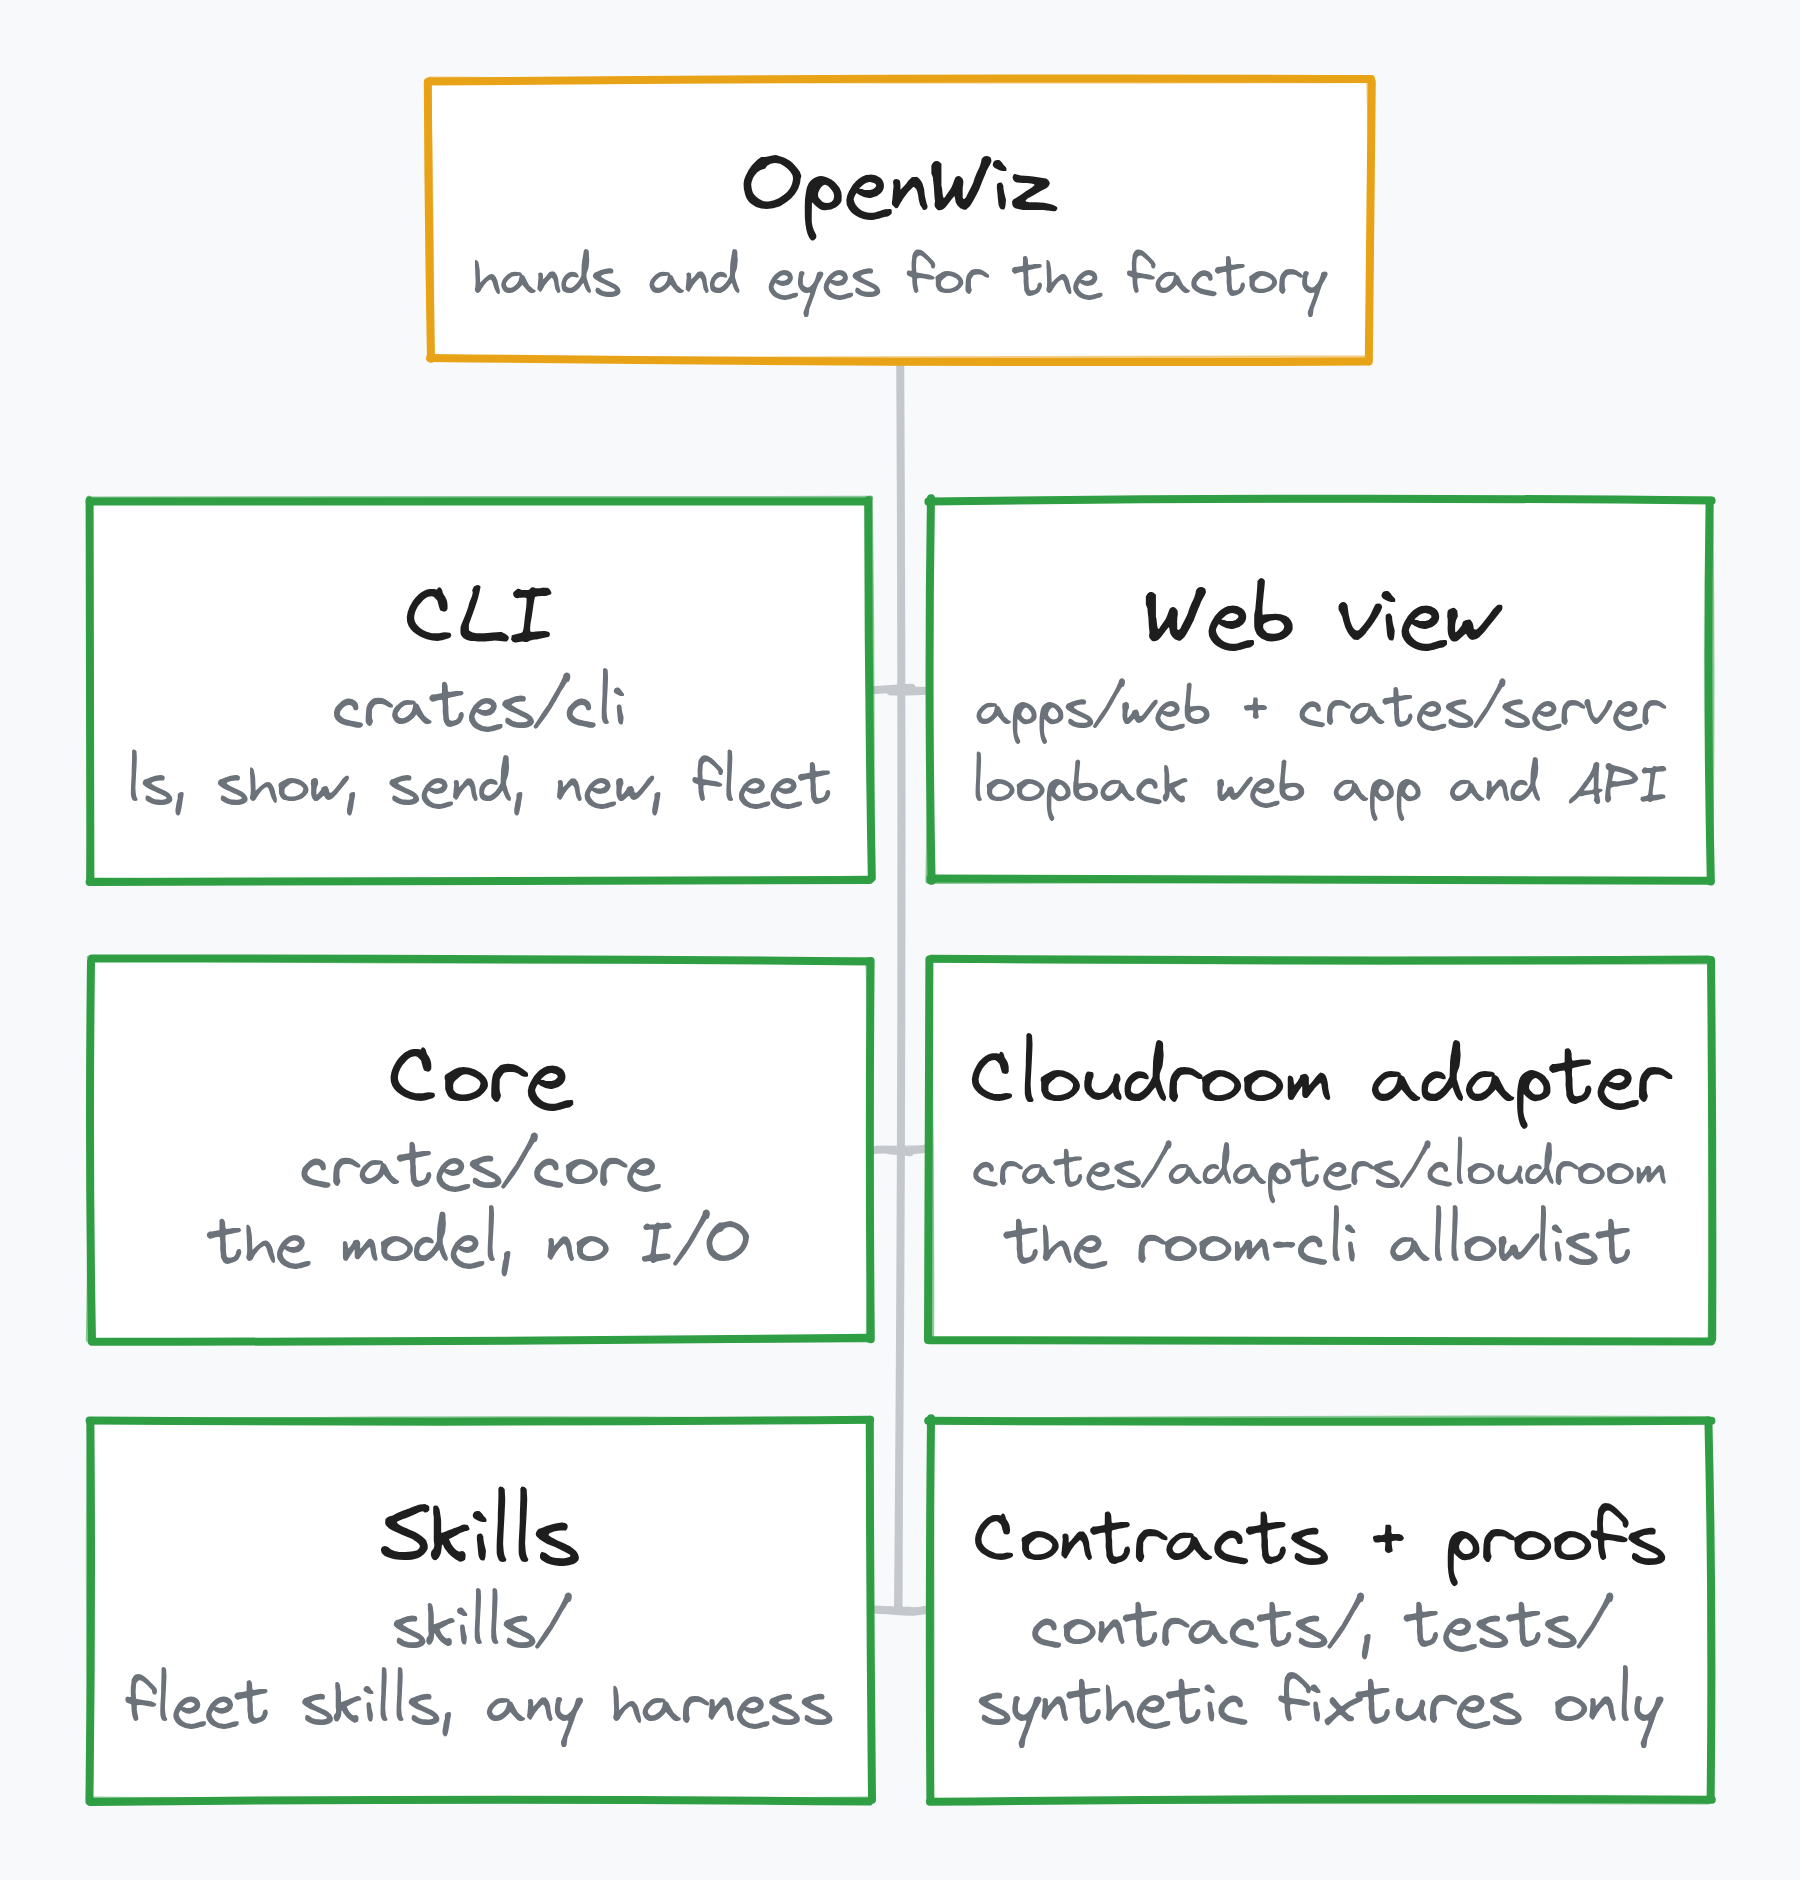 OpenWiz
hands and eyes for the factory
CLI
crates/cli
ls, show, send, new, fleet
Web view
apps/web + crates/server
loopback web app and API
Core
crates/core
the model, no I/O
Cloudroom adapter
crates/adapters/cloudroom
the room-cli allowlist
Skills
skills/
fleet skills, any harness
Contracts + proofs
contracts/, tests/
synthetic fixtures only